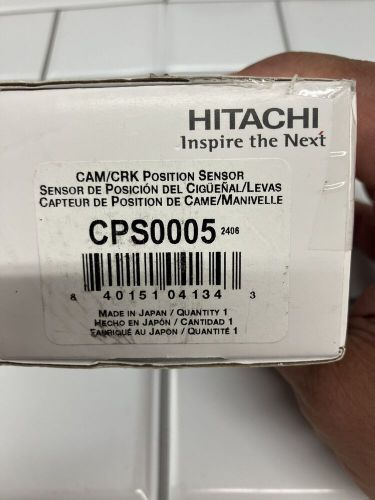 HITACHI
Inspire the Next
CAM/CRK POSITION SENSOR
SENSOR DE POSICIÓN DEL CIGÜEÑAL/LEVAS
CAPTEUR DE POSITION DE CAME/MANIVELLE
CPS0005 2406
8 40151 04134 3
MADE IN JAPAN / QUANTITY 1
HECHO EN JAPÓN / CANTIDAD 1
FABRIQUÉ AU JAPON / QUANTITÉ 1